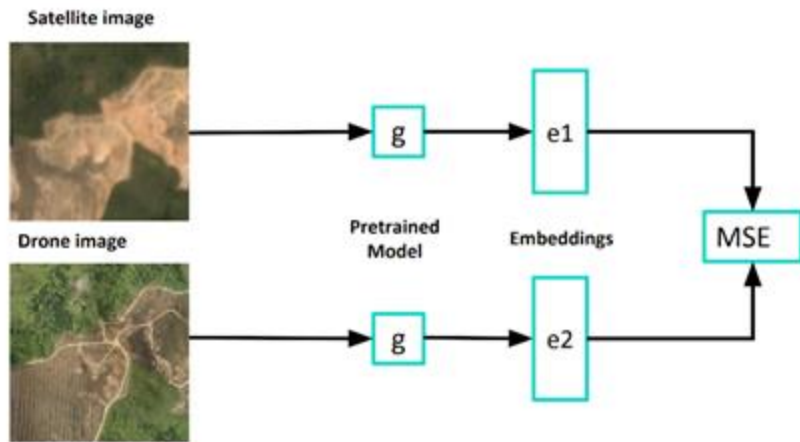 Satellite image
g
e1
Drone image
Pretrained
Model
Embeddings
MSE
g
e2